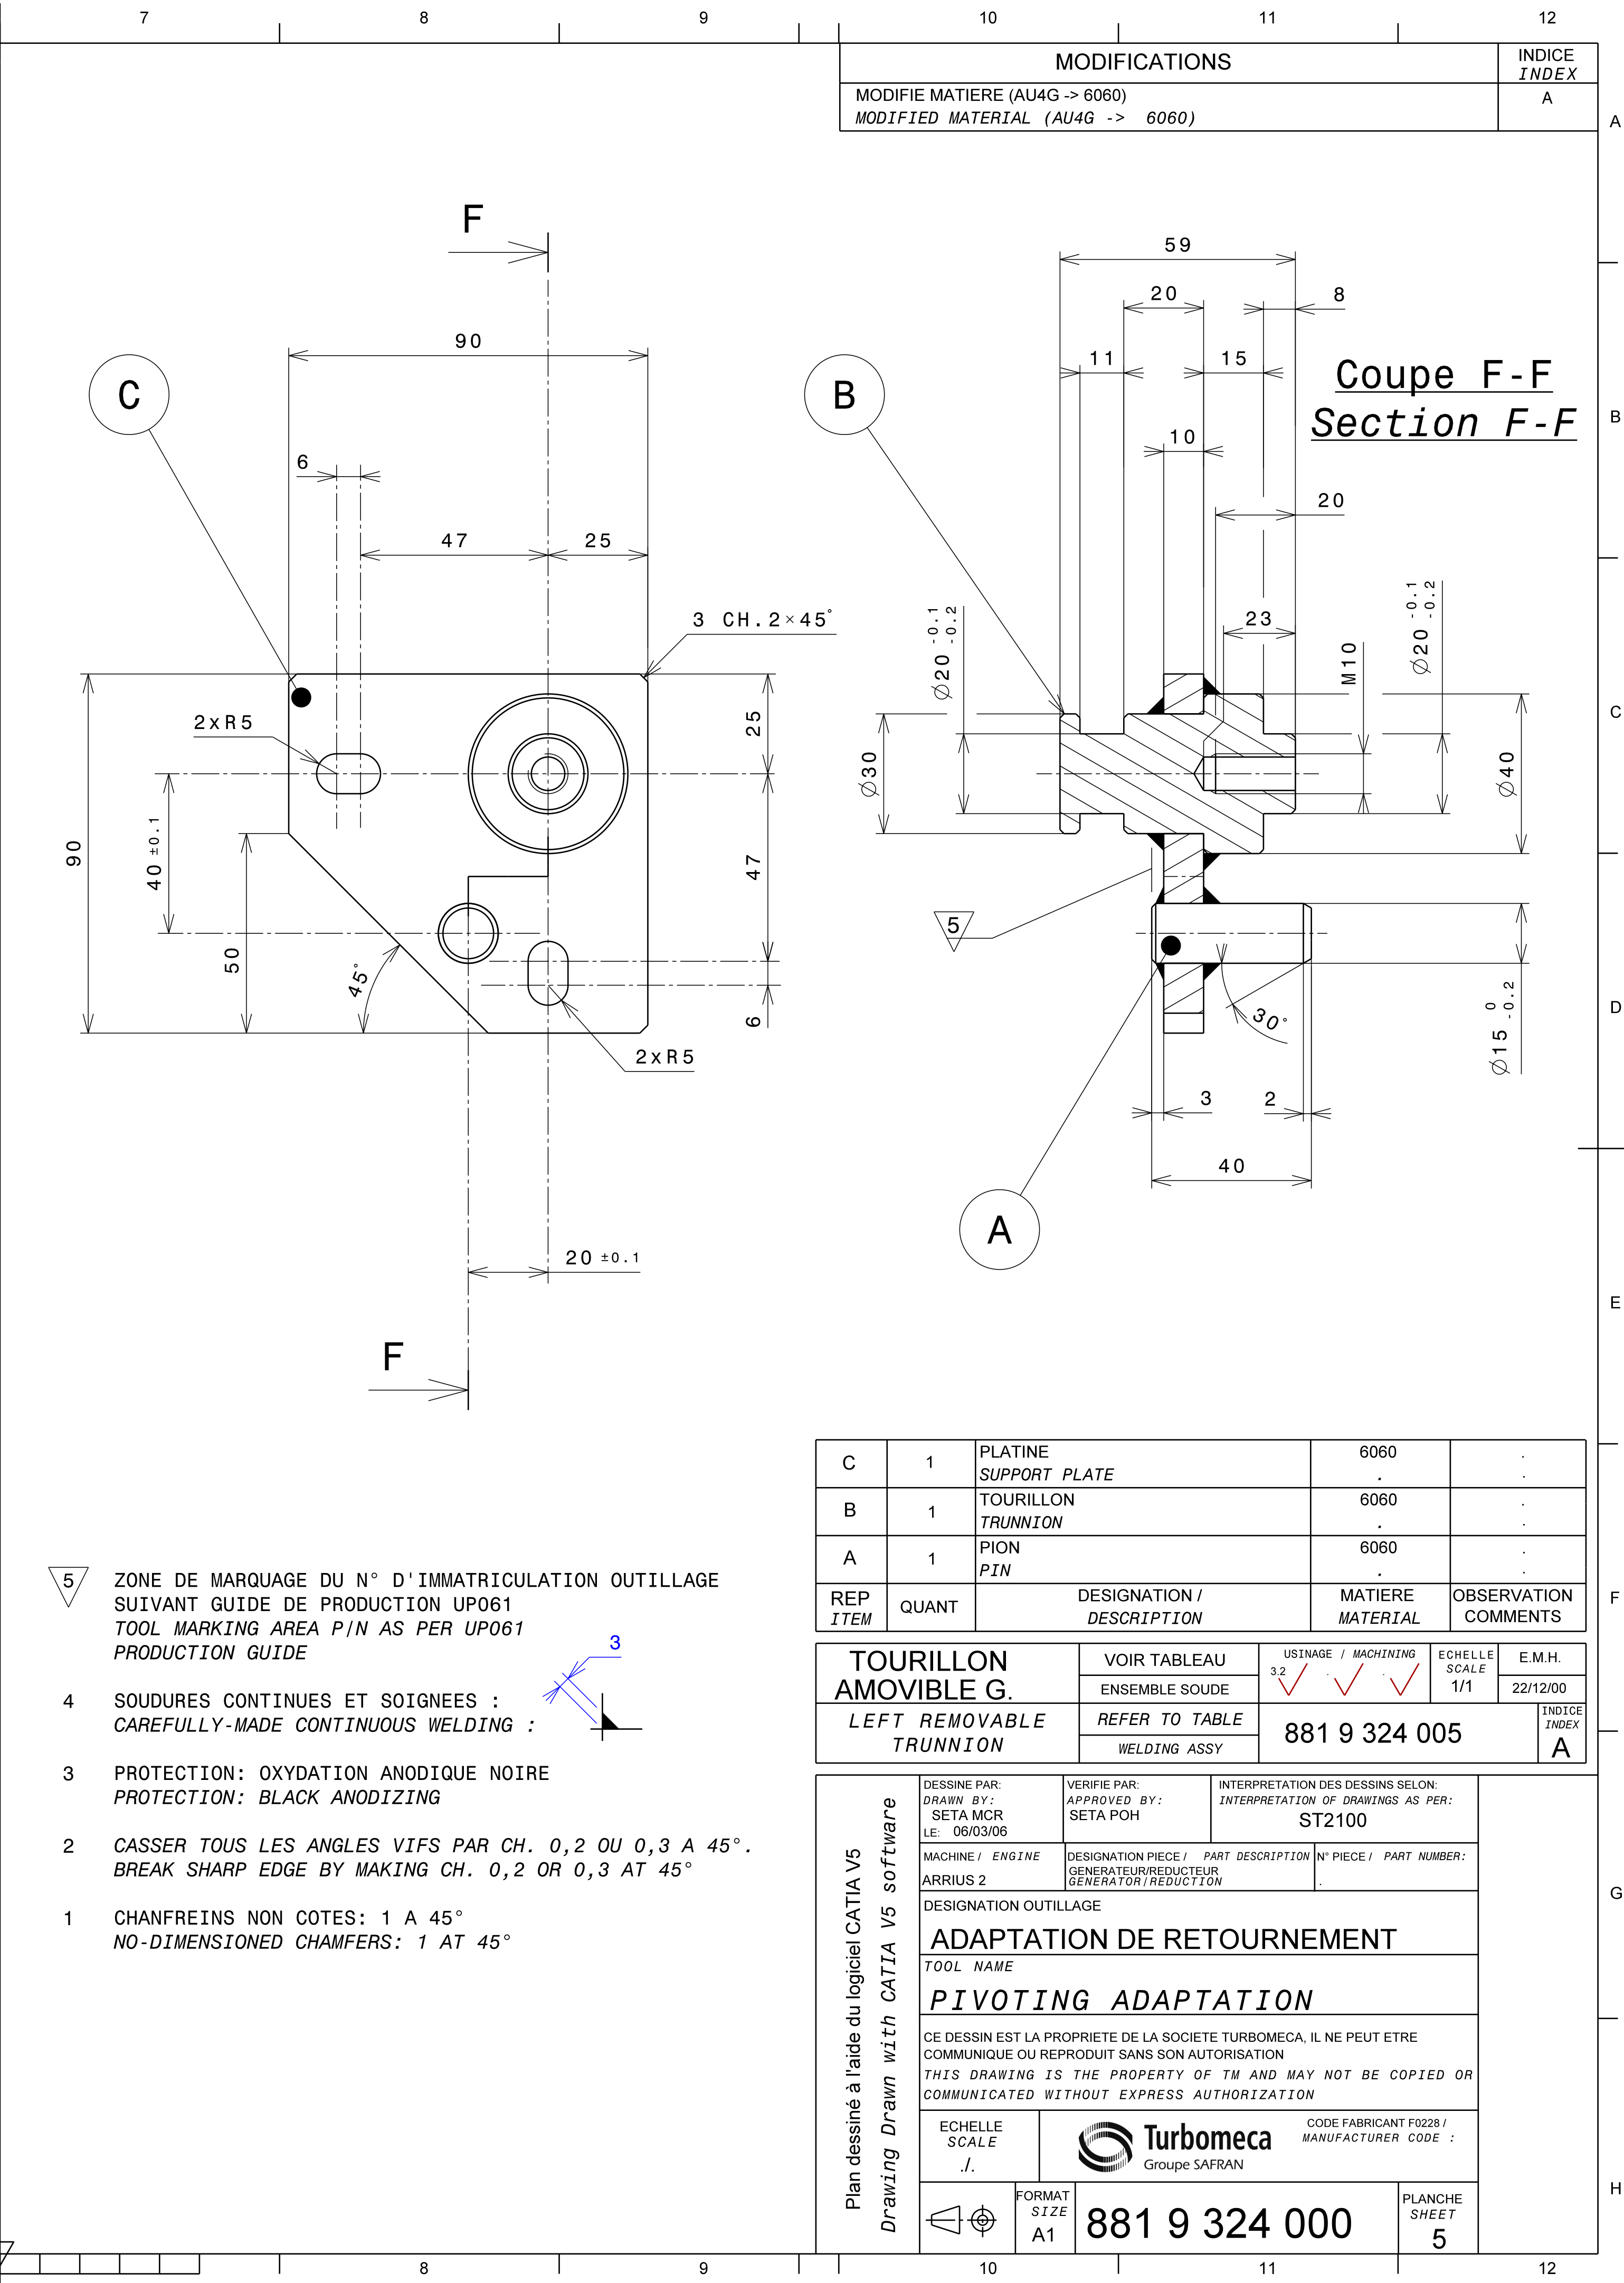 7 8 9 10 11 12
MODIFICATIONS
INDICE
INDEX
MODIFIE MATIERE (AU4G -> 6060)
MODIFIED MATERIAL (AU4G -> 6060)
A
A
B
C
D
E
F
G
H
F
90
C
6
47
25
3 CH.2×45°
2xR5
25
90
40 ±0.1
47
50
45°
6
2xR5
20 ±0.1
F
59
20
8
11
15
B
Coupe F-F
Section F-F
10
20
Ø20 -0.1 -0.2
23
M10
Ø20 -0.1 -0.2
Ø30
Ø40
5
30°
Ø15 0 -0.2
3
2
40
A
C 1 PLATINE 6060 .
SUPPORT PLATE . .
B 1 TOURILLON 6060 .
TRUNNION . .
A 1 PION 6060 .
PIN . .
REP
ITEM
QUANT
DESIGNATION /
DESCRIPTION
MATIERE
MATERIAL
OBSERVATION
COMMENTS
5 ZONE DE MARQUAGE DU N° D'IMMATRICULATION OUTILLAGE
SUIVANT GUIDE DE PRODUCTION UP061
TOOL MARKING AREA P/N AS PER UP061
PRODUCTION GUIDE
3
4 SOUDURES CONTINUES ET SOIGNEES :
CAREFULLY-MADE CONTINUOUS WELDING :
3 PROTECTION: OXYDATION ANODIQUE NOIRE
PROTECTION: BLACK ANODIZING
2 CASSER TOUS LES ANGLES VIFS PAR CH. 0,2 OU 0,3 A 45°.
BREAK SHARP EDGE BY MAKING CH. 0,2 OR 0,3 AT 45°
1 CHANFREINS NON COTES: 1 A 45°
NO-DIMENSIONED CHAMFERS: 1 AT 45°
TOURILLON
AMOVIBLE G.
LEFT REMOVABLE
TRUNNION
VOIR TABLEAU
ENSEMBLE SOUDE
REFER TO TABLE
WELDING ASSY
USINAGE / MACHINING
3.2 . .
ECHELLE
SCALE
1/1
E.M.H.
22/12/00
881 9 324 005
INDICE
INDEX
A
Plan dessiné à l'aide du logiciel CATIA V5
Drawing Drawn with CATIA V5 software
DESSINE PAR:
DRAWN BY:
SETA MCR
LE: 06/03/06
VERIFIE PAR:
APPROVED BY:
SETA POH
INTERPRETATION DES DESSINS SELON:
INTERPRETATION OF DRAWINGS AS PER:
ST2100
MACHINE / ENGINE
ARRIUS 2
DESIGNATION PIECE / PART DESCRIPTION
GENERATEUR/REDUCTEUR
GENERATOR/REDUCTION
N° PIECE / PART NUMBER:
.
DESIGNATION OUTILLAGE
ADAPTATION DE RETOURNEMENT
TOOL NAME
PIVOTING ADAPTATION
CE DESSIN EST LA PROPRIETE DE LA SOCIETE TURBOMECA, IL NE PEUT ETRE
COMMUNIQUE OU REPRODUIT SANS SON AUTORISATION
THIS DRAWING IS THE PROPERTY OF TM AND MAY NOT BE COPIED OR
COMMUNICATED WITHOUT EXPRESS AUTHORIZATION
ECHELLE
SCALE
./.
Turbomeca
Groupe SAFRAN
CODE FABRICANT F0228 /
MANUFACTURER CODE :
FORMAT
SIZE
A1
881 9 324 000
PLANCHE
SHEET
5
8 9 10 11 12